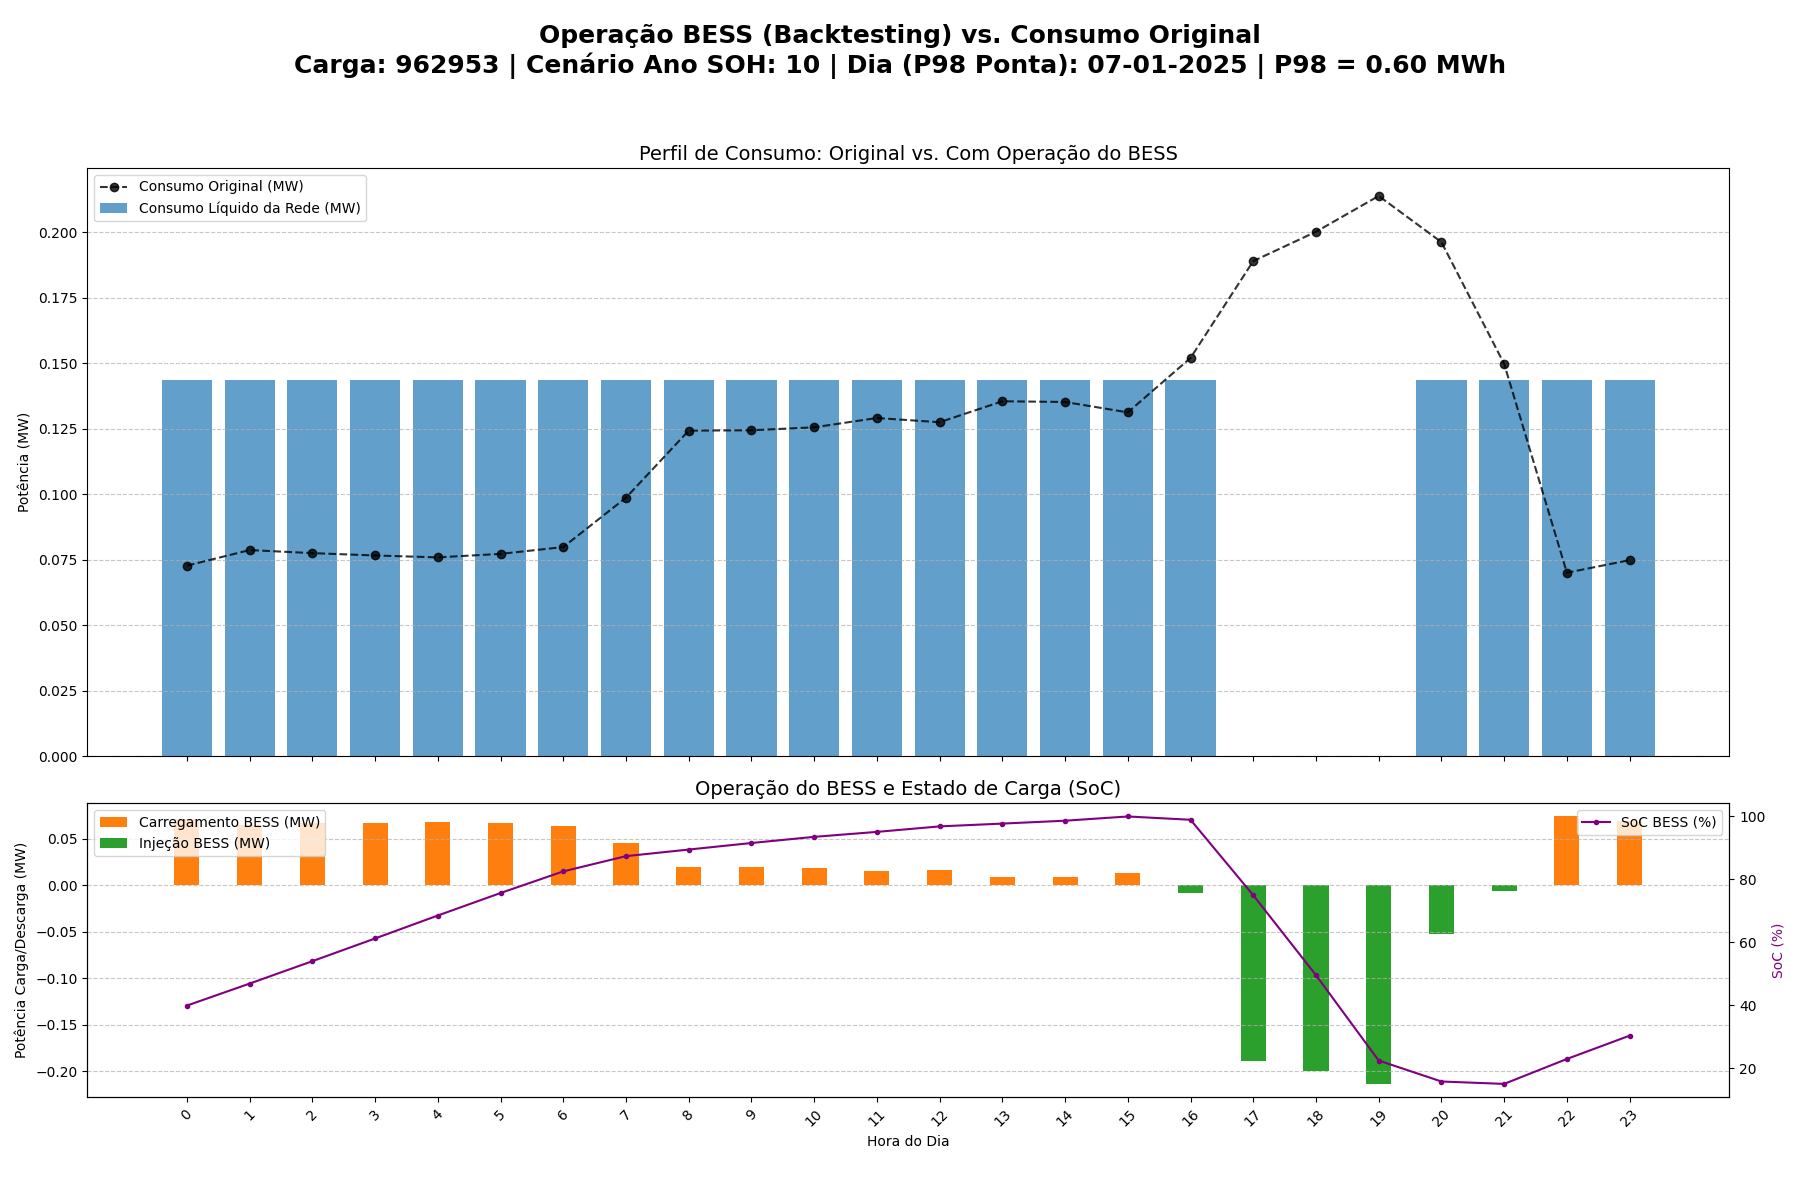 Operação BESS (Backtesting) vs. Consumo Original
Carga: 962953 | Cenário Ano SOH: 10 | Dia (P98 Ponta): 07-01-2025 | P98 = 0.60 MWh
Perfil de Consumo: Original vs. Com Operação do BESS
Consumo Original (MW)
Consumo Líquido da Rede (MW)
Potência (MW)
0.200
0.175
0.150
0.125
0.100
0.075
0.050
0.025
0.000
Operação do BESS e Estado de Carga (SoC)
Carregamento BESS (MW)
Injeção BESS (MW)
SoC BESS (%)
Potência Carga/Descarga (MW)
0.05
0.00
−0.05
−0.10
−0.15
−0.20
100
80
60
40
20
SoC (%)
0 1 2 3 4 5 6 7 8 9 10 11 12 13 14 15 16 17 18 19 20 21 22 23
Hora do Dia